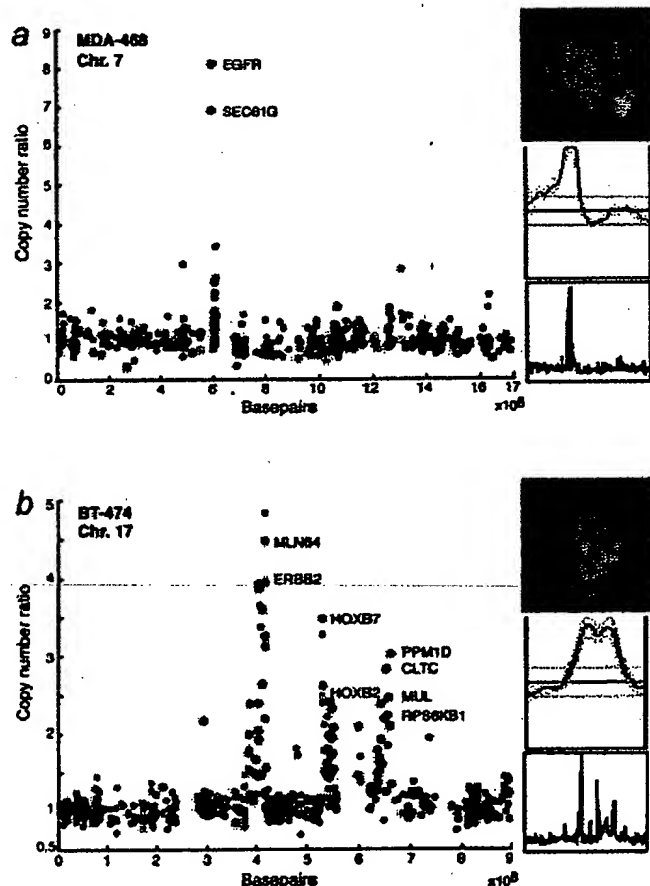 a
MDA-468
Chr. 7
EGFR
SEC61G
Copy number ratio
9
8
7
6
5
4
3
2
1
0
0 2 4 6 8 10 12 14 16 17
Basepairs
x10⁸
b
BT-474
Chr. 17
MLN64
ERBB2
HOXB7
PPM1D
CLTC
HOXB2
MUL
RPS6KB1
Copy number ratio
5
4
3
2
1
0.5
0 1 2 3 4 5 6 7 8 9
Basepairs
x10⁸